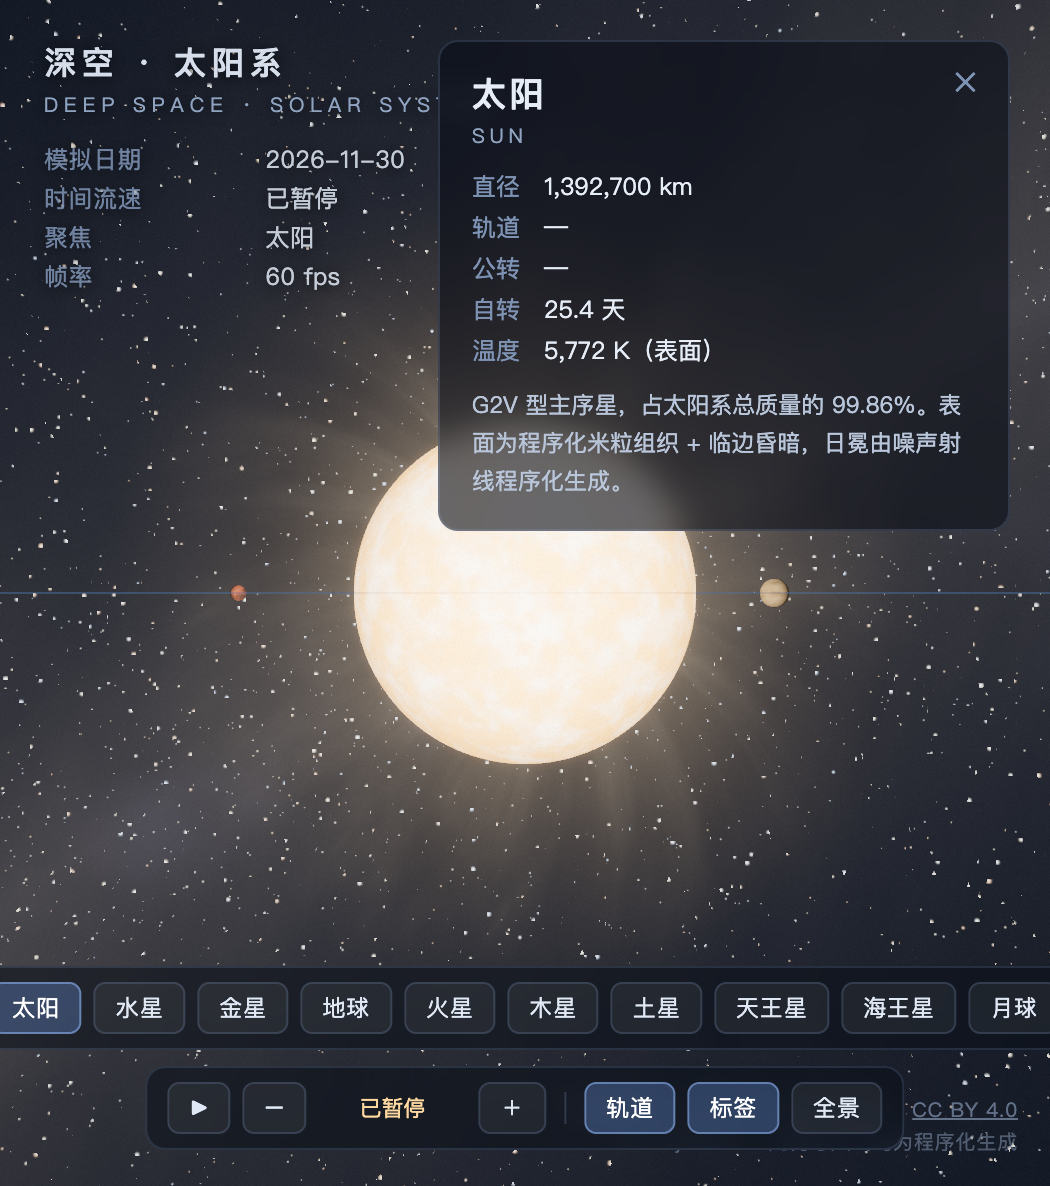 深空 · 太阳系
DEEP SPACE · SOLAR
模拟日期 2026–11–30
时间流速 已暂停
聚焦 太阳
帧率 60 fps
太阳
SUN
直径 1,392,700 km
轨道 —
公转 —
自转 25.4 天
温度 5,772 K（表面）
G2V 型主序星，占太阳系总质量的 99.86%。表
面为程序化米粒组织 + 临边昏暗，日冕由噪声射
线程序化生成。
太阳 水星 金星 地球 火星 木星 土星 天王星 海王星 月球
已暂停 轨道 标签 全景
CC BY 4.0
为程序化生成